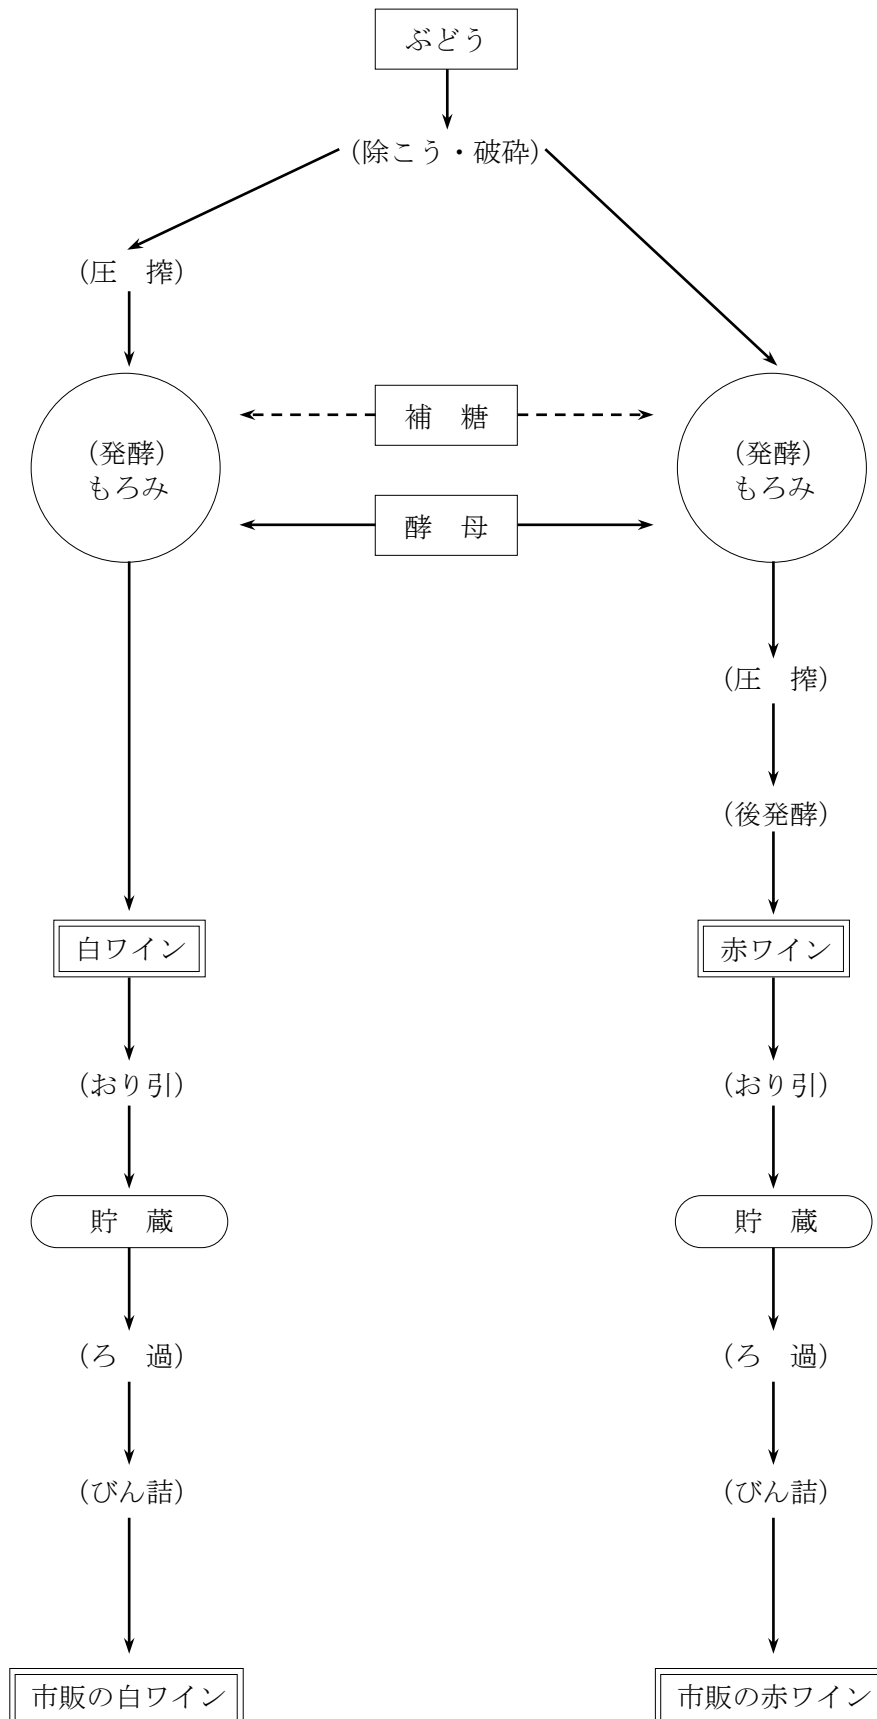 ぶどう
(除こう・破砕)
(圧　搾)
(発酵)
もろみ
補　糖
酵　母
(発酵)
もろみ
(圧　搾)
(後発酵)
白ワイン
赤ワイン
(おり引)
(おり引)
貯　蔵
貯　蔵
(ろ　過)
(ろ　過)
(びん詰)
(びん詰)
市販の白ワイン
市販の赤ワイン